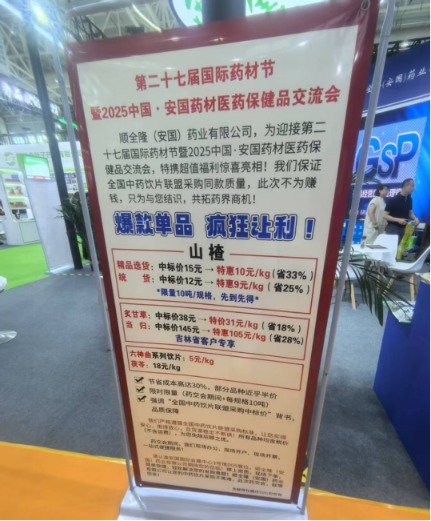 第二十七届国际药材节
暨2025中国·安国药材医药保健品交流会
顺全隆（安国）药业有限公司，为迎接第二
十七届国际药材节暨2025中国·安国药材医药保
健品交流会，特携超值福利惊喜亮相！我们保证
全国中药饮片联盟采购同款质量，此次不为赚
钱，只为与您结识，共拓药界商机！
爆款单品 疯狂让利！
山楂
精品选货：中标价15元→特惠10元/kg（省33%）
统 货：中标价12元→特惠9元/kg（省25%）
*限量10吨/规格，先到先得*
炙甘草：中标价38元→特价31元/kg（省18%）
当 归：中标价145元→特惠105元/kg（省28%）
吉林省客户专享
六神曲系列饮片：5元/kg
茯苓：18元/kg
节省成本高达30%，部分品种近乎半价
限时限量（药交会期间+每规格10吨）
强调“全国中药饮片联盟采购中标价”背书，
品质保障
GSP